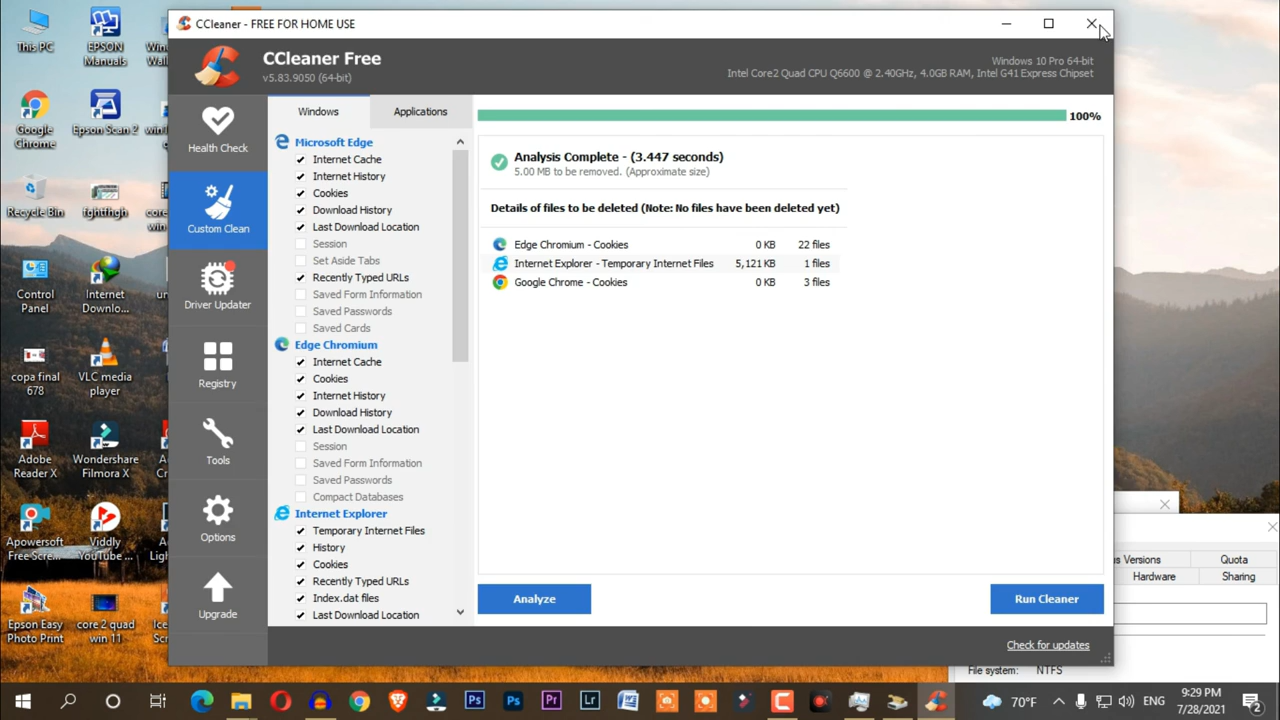 CCleaner - FREE FOR HOME USE
CCleaner Free
v5.83.9050 (64-bit)
Windows 10 Pro 64-bit
Intel Core2 Quad CPU Q6600 @ 2.40GHz, 4.0GB RAM, Intel G41 Express Chipset
Health Check
Custom Clean
Driver Updater
Registry
Tools
Options
Upgrade
Windows
Applications
Microsoft Edge
Internet Cache
Internet History
Cookies
Download History
Last Download Location
Session
Set Aside Tabs
Recently Typed URLs
Saved Form Information
Saved Passwords
Saved Cards
Edge Chromium
Internet Cache
Cookies
Internet History
Download History
Last Download Location
Session
Saved Form Information
Saved Passwords
Compact Databases
Internet Explorer
Temporary Internet Files
History
Cookies
Recently Typed URLs
Index.dat files
Last Download Location
100%
Analysis Complete - (3.447 seconds)
5.00 MB to be removed. (Approximate size)
Details of files to be deleted (Note: No files have been deleted yet)
Edge Chromium - Cookies 0 KB 22 files
Internet Explorer - Temporary Internet Files 5,121 KB 1 files
Google Chrome - Cookies 0 KB 3 files
Analyze
Run Cleaner
Check for updates
This PC
EPSON
Manuals
Google
Chrome
Epson Scan 2
Recycle Bin
fghtfhgh
Control
Panel
Internet
Downlo...
copa final
678
VLC media
player
Adobe
Reader X
Wondershare
Filmora X
Apowersoft
Free Scre...
Viddly
YouTube ...
Epson Easy
Photo Print
core 2 quad
win 11
Versions
Quota
Hardware
Sharing
File system: NTFS
70°F
ENG
9:29 PM
7/28/2021
2